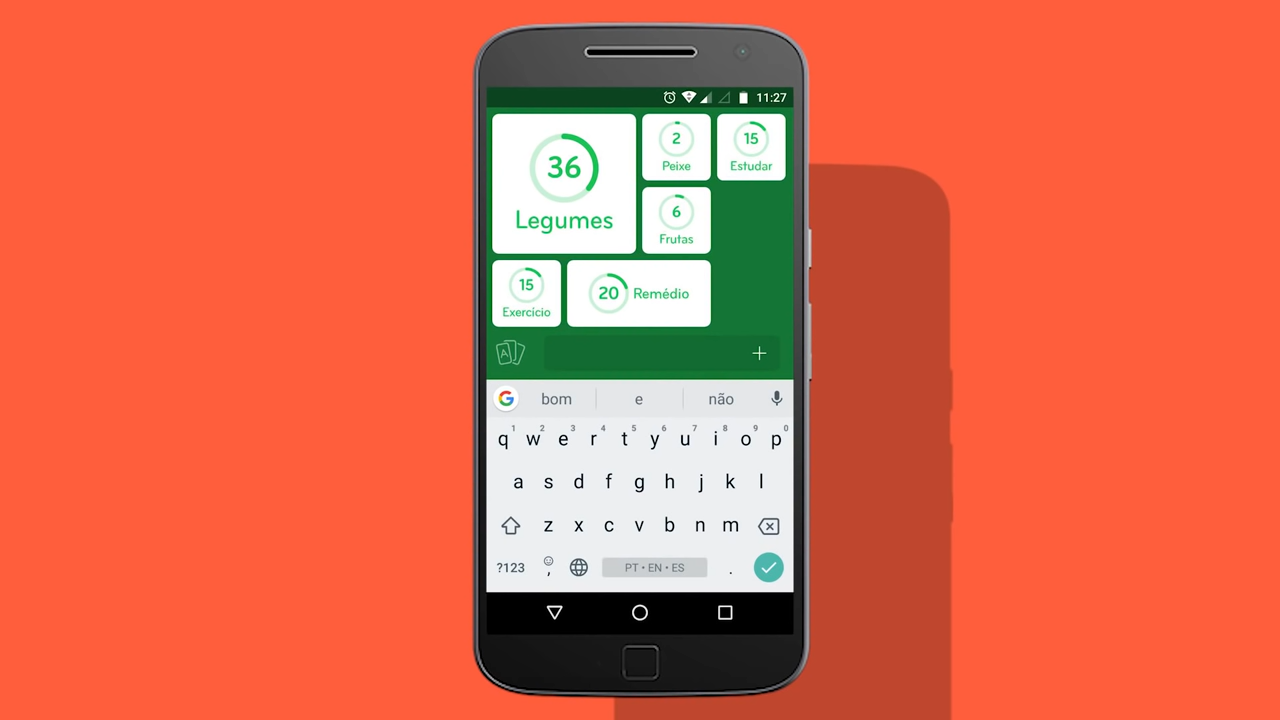 11:27
36
Legumes
2
Peixe
15
Estudar
6
Frutas
15
Exercício
20 Remédio
A
+
G bom e não
1 2 3 4 5 6 7 8 9 0
q w e r t y u i o p
a s d f g h j k l
z x c v b n m
?123 , PT • EN • ES .